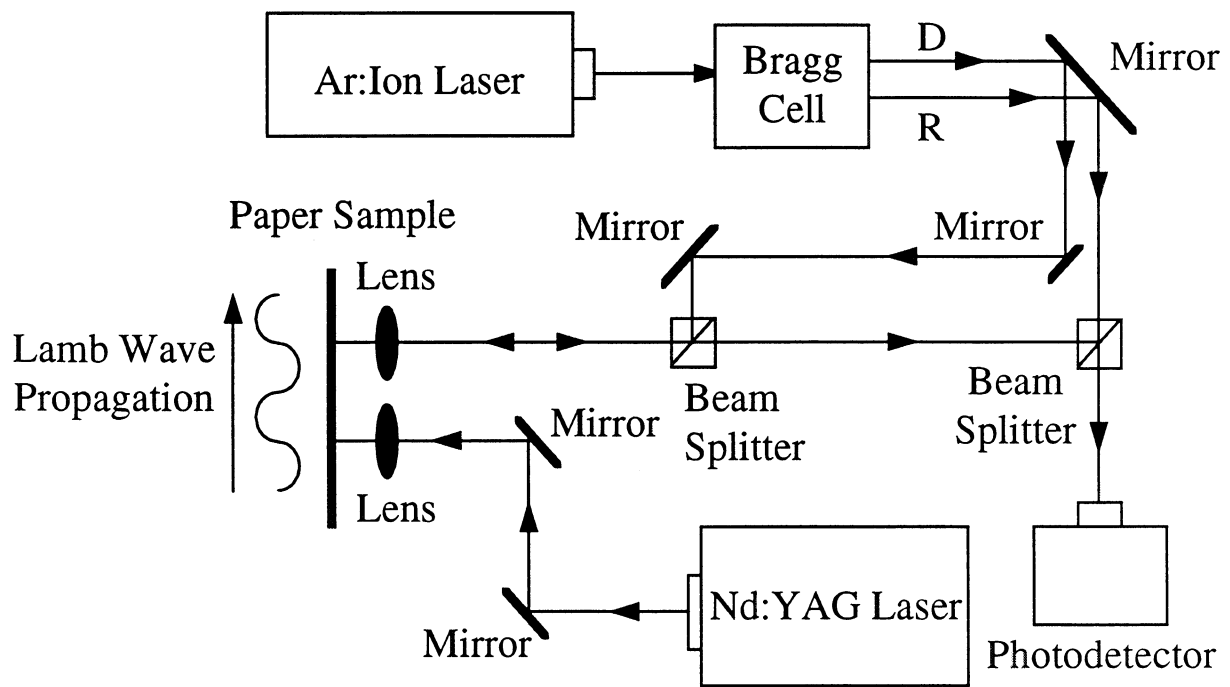 Ar:Ion Laser
Bragg
Cell
D
R
Mirror
Paper Sample
Mirror
Mirror
Lens
Lamb Wave
Propagation
Beam
Splitter
Beam
Splitter
Mirror
Lens
Nd:YAG Laser
Mirror
Photodetector